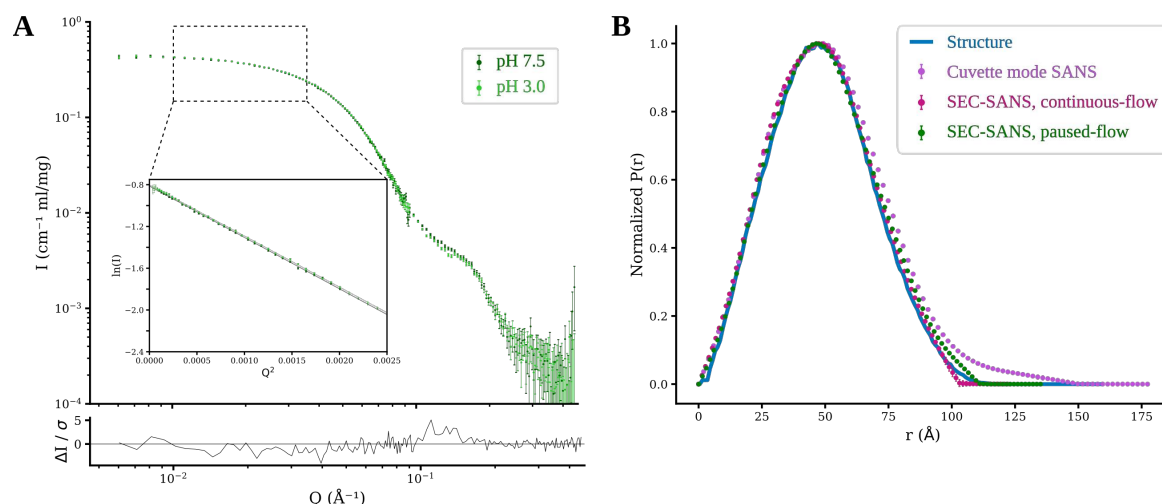 A
10⁰
10⁻¹
10⁻²
10⁻³
10⁻⁴
I (cm⁻¹ ml/mg)
pH 7.5
pH 3.0
−0.8
−1.2
−1.6
−2.0
−2.4
ln(I)
0.0000 0.0005 0.0010 0.0015 0.0020 0.0025
Q²
5
0
ΔI / σ
10⁻² 10⁻¹
Q (Å⁻¹)
B
Structure
Cuvette mode SANS
SEC-SANS, continuous-flow
SEC-SANS, paused-flow
1.0
0.8
0.6
0.4
0.2
0.0
Normalized P(r)
0 25 50 75 100 125 150 175
r (Å)